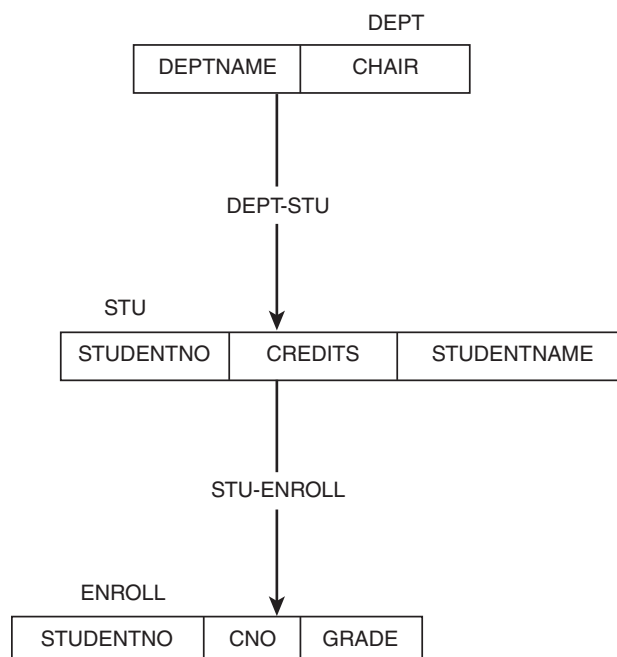 DEPT
DEPTNAME CHAIR
DEPT-STU
STU
STUDENTNO CREDITS STUDENTNAME
STU-ENROLL
ENROLL
STUDENTNO CNO GRADE